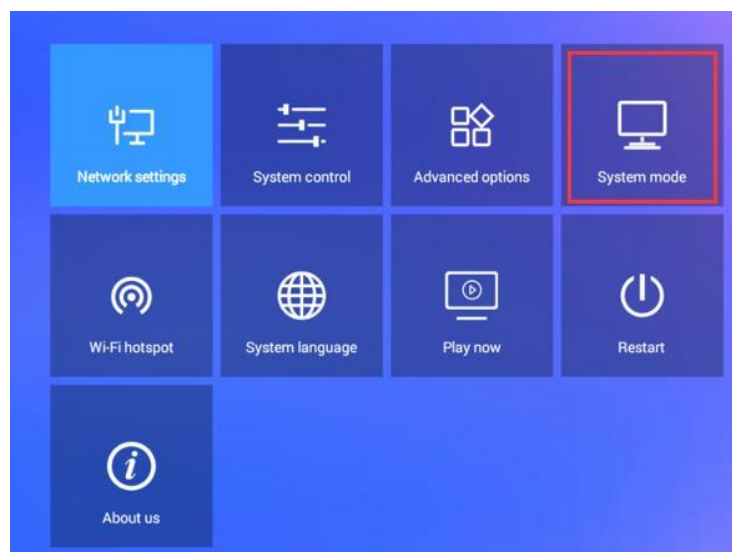 Network settings
System control
Advanced options
System mode
Wi-Fi hotspot
System language
Play now
Restart
About us